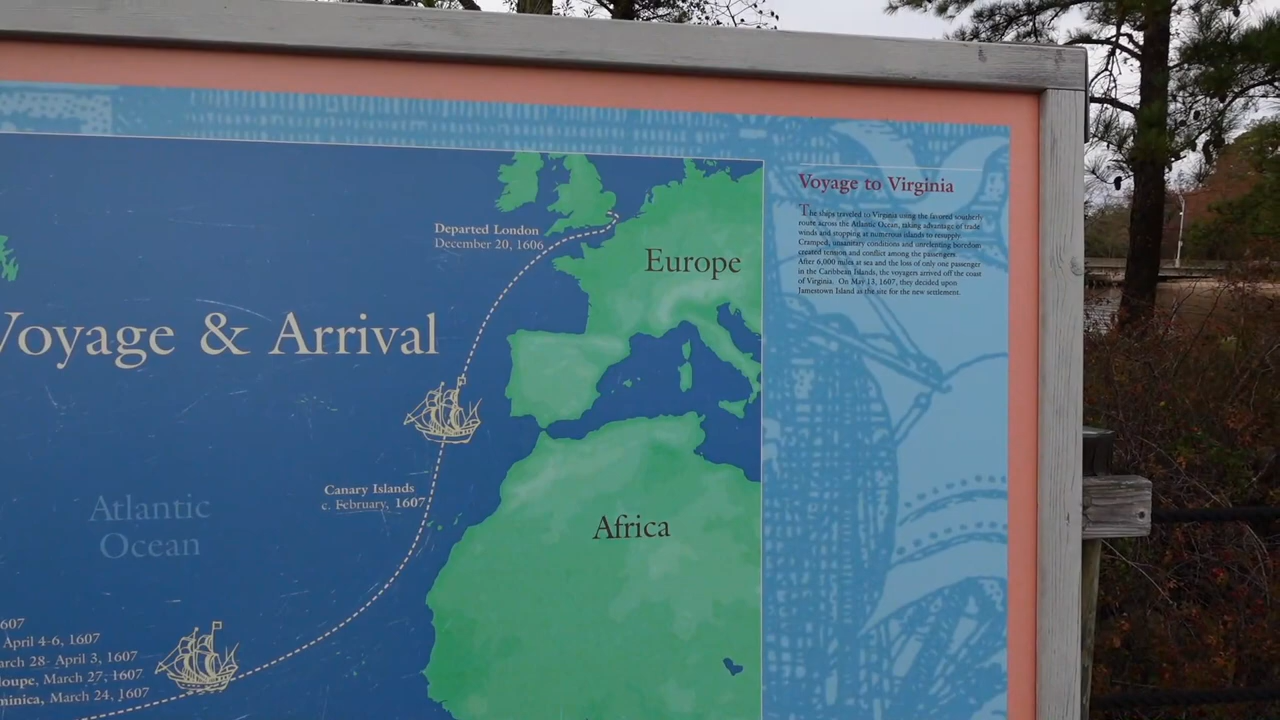 Voyage to Virginia
The ships traveled to Virginia using the favored southerly
route across the Atlantic Ocean, taking advantage of trade
winds and stopping at numerous islands to resupply.
Cramped, unsanitary conditions and unrelenting boredom
created tension and conflict among the passengers.
After 6,000 miles at sea and the loss of only one passenger
in the Caribbean Islands, the voyagers arrived off the coast
of Virginia. On May 13, 1607, they decided upon
Jamestown Island as the site for the new settlement.
Departed London
December 20, 1606
Europe
Voyage & Arrival
Canary Islands
c. February, 1607
Atlantic
Ocean
Africa
607
April 4-6, 1607
arch 28- April 3, 1607
loupe, March 27, 1607
minica, March 24, 1607